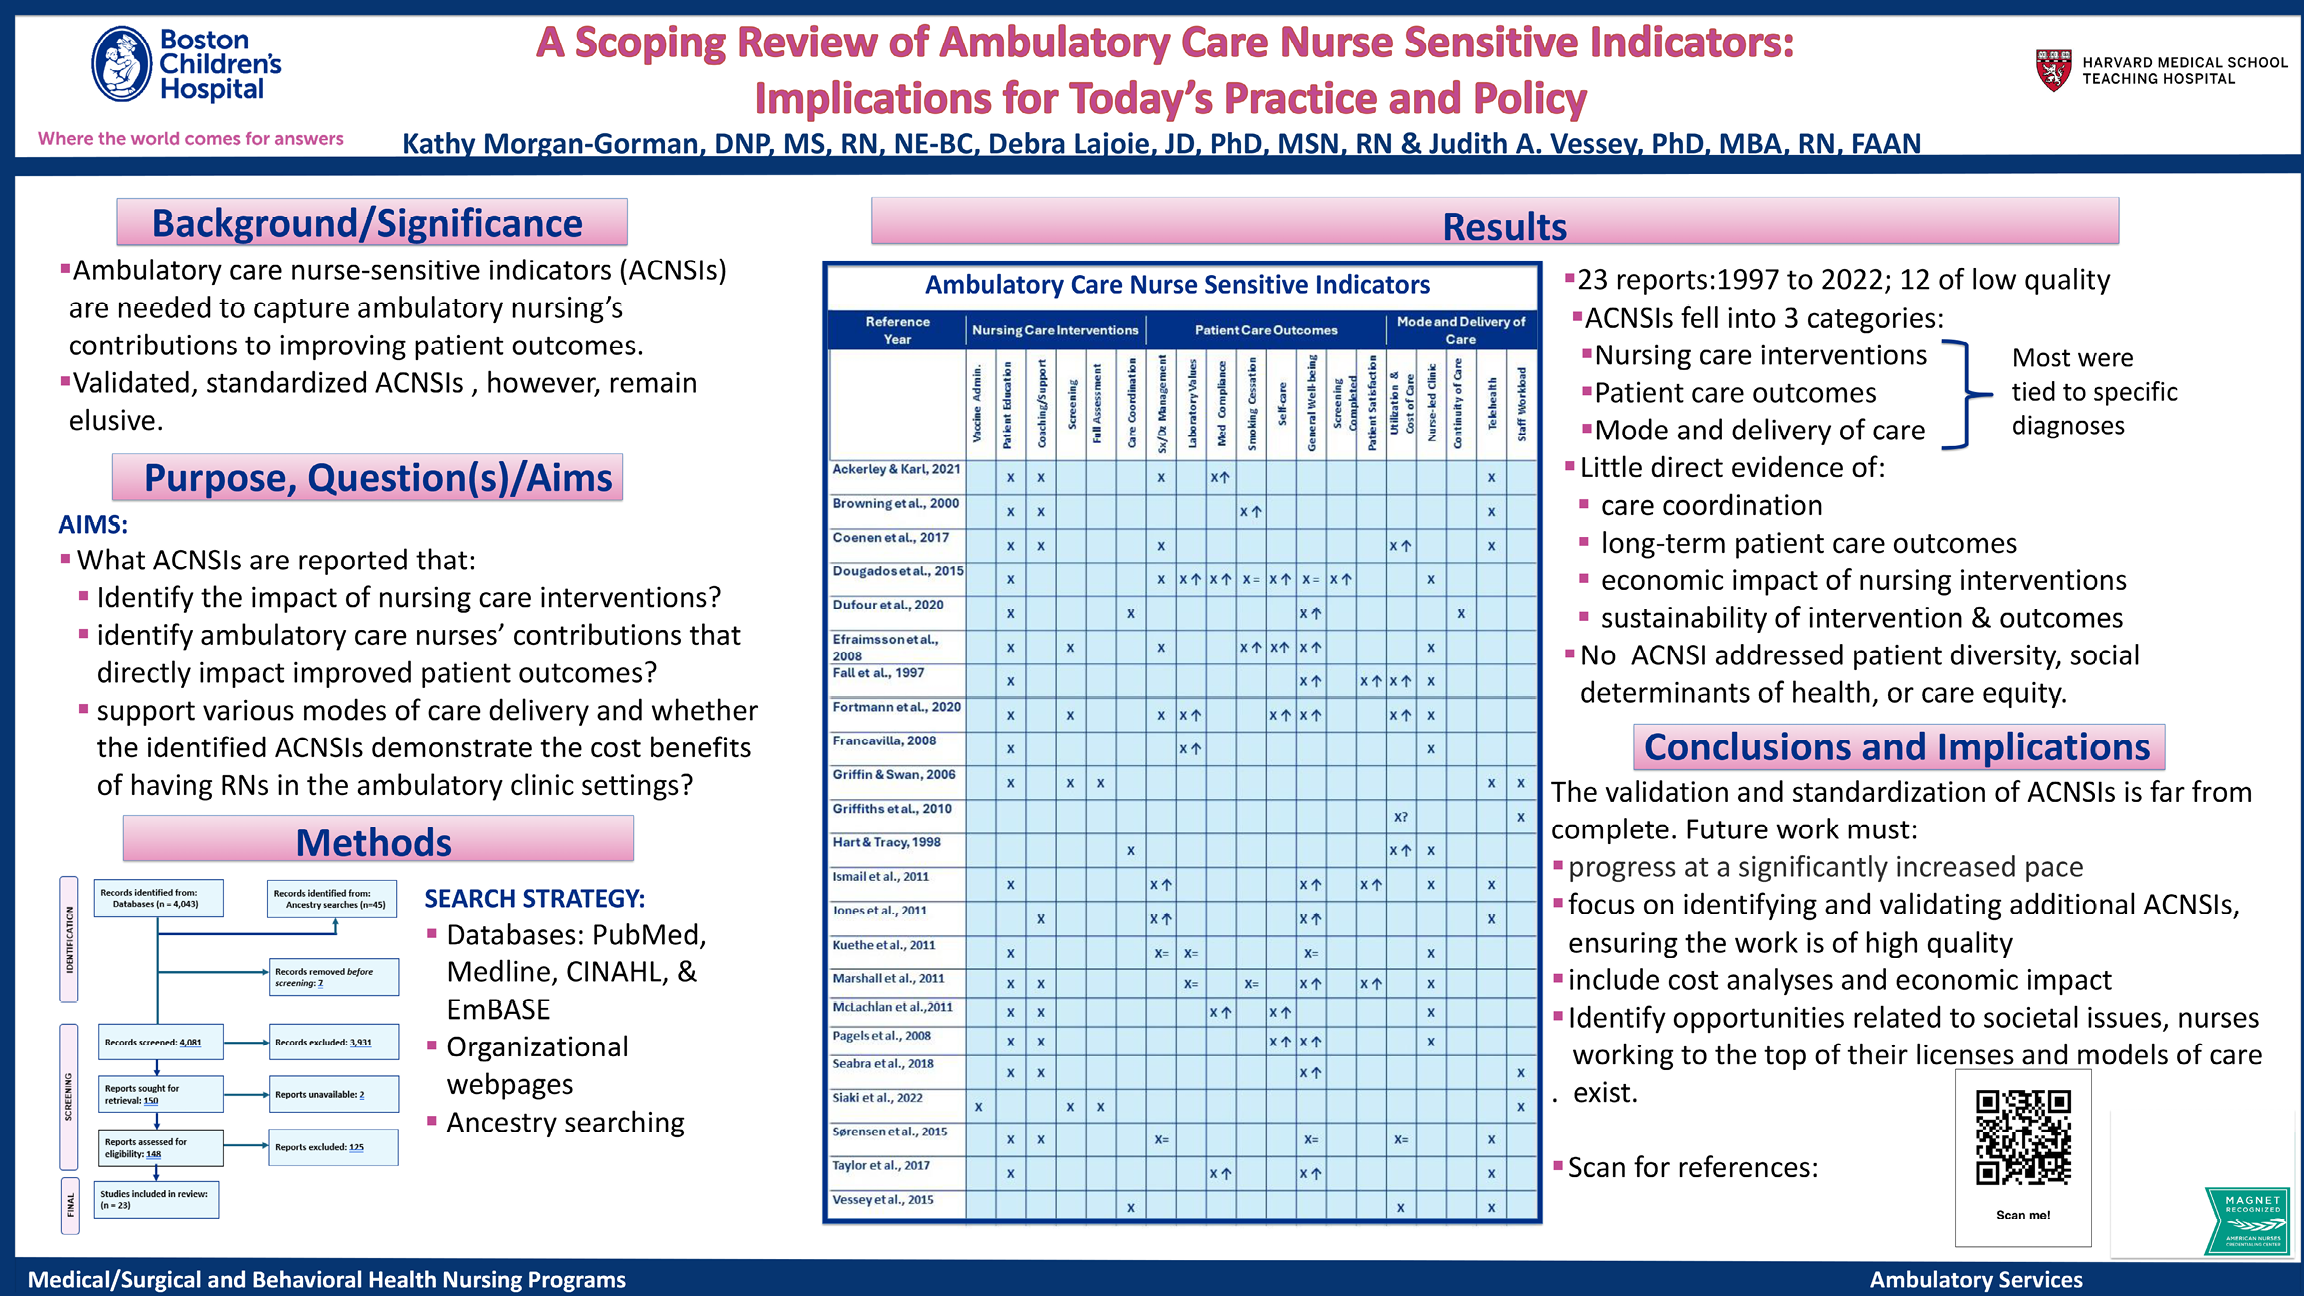 Boston
Children's
Hospital
Where the world comes for answers
A Scoping Review of Ambulatory Care Nurse Sensitive Indicators:
Implications for Today's Practice and Policy
Kathy Morgan-Gorman, DNP, MS, RN, NE-BC, Debra Lajoie, JD, PhD, MSN, RN & Judith A. Vessey, PhD, MBA, RN, FAAN
HARVARD MEDICAL SCHOOL
TEACHING HOSPITAL
Background/Significance
▪Ambulatory care nurse-sensitive indicators (ACNSIs)
are needed to capture ambulatory nursing's
contributions to improving patient outcomes.
▪Validated, standardized ACNSIs , however, remain
elusive.
Purpose, Question(s)/Aims
AIMS:
▪ What ACNSIs are reported that:
▪ Identify the impact of nursing care interventions?
▪ identify ambulatory care nurses' contributions that
directly impact improved patient outcomes?
▪ support various modes of care delivery and whether
the identified ACNSIs demonstrate the cost benefits
of having RNs in the ambulatory clinic settings?
Methods
IDENTIFICATION
Records identified from:
Databases (n = 4,043)
Records identified from:
Ancestry searches (n=45)
Records removed before
screening: 7
SCREENING
Records screened: 4,081
Records excluded: 3,931
Reports sought for
retrieval: 150
Reports unavailable: 2
Reports assessed for
eligibility: 148
Reports excluded: 125
FINAL
Studies included in review:
(n = 23)
SEARCH STRATEGY:
▪ Databases: PubMed,
Medline, CINAHL, &
EmBASE
▪ Organizational
webpages
▪ Ancestry searching
Results
Ambulatory Care Nurse Sensitive Indicators
Reference
Year
Nursing Care Interventions
Patient Care Outcomes
Mode and Delivery of
Care
Vaccine Admin.
Patient Education
Coaching/Support
Screening
Full Assessment
Care Coordination
Sx/Dz Management
Laboratory Values
Med Compliance
Smoking Cessation
Self-care
General Well-being
Screening
Completed
Patient Satisfaction
Utilization &
Cost of Care
Nurse-led Clinic
Continuity of Care
Telehealth
Staff Workload
Ackerley & Karl, 2021 x x x x↑ x
Browning et al., 2000 x x x↑ x
Coenen et al., 2017 x x x x↑ x
Dougados et al., 2015 x x x↑ x↑ x= x↑ x= x↑ x
Dufour et al., 2020 x x x↑ x
Efraimsson et al.,
2008 x x x x↑ x↑ x↑ x
Fall et al., 1997 x x↑ x↑ x↑ x
Fortmann et al., 2020 x x x x↑ x↑ x↑ x↑ x
Francavilla, 2008 x x↑ x
Griffin & Swan, 2006 x x x x x
Griffiths et al., 2010 x? x
Hart & Tracy, 1998 x x↑ x
Ismail et al., 2011 x x↑ x↑ x↑ x x
Jones et al., 2011 x x↑ x↑ x
Kuethe et al., 2011 x x= x= x= x
Marshall et al., 2011 x x x= x= x↑ x↑ x
McLachlan et al.,2011 x x x↑ x↑ x
Pagels et al., 2008 x x x↑ x↑ x
Seabra et al., 2018 x x x↑ x
Siaki et al., 2022 x x x x
Sørensen et al., 2015 x x x= x= x= x
Taylor et al., 2017 x x↑ x↑ x
Vessey et al., 2015 x x x
▪23 reports:1997 to 2022; 12 of low quality
▪ACNSIs fell into 3 categories:
▪Nursing care interventions
▪Patient care outcomes
▪Mode and delivery of care
Most were
tied to specific
diagnoses
▪Little direct evidence of:
▪ care coordination
▪ long-term patient care outcomes
▪ economic impact of nursing interventions
▪ sustainability of intervention & outcomes
▪No ACNSI addressed patient diversity, social
determinants of health, or care equity.
Conclusions and Implications
The validation and standardization of ACNSIs is far from
complete. Future work must:
▪progress at a significantly increased pace
▪focus on identifying and validating additional ACNSIs,
ensuring the work is of high quality
▪include cost analyses and economic impact
▪Identify opportunities related to societal issues, nurses
working to the top of their licenses and models of care
. exist.
▪Scan for references:
Scan me!
MAGNET
RECOGNIZED
AMERICAN NURSES
CREDENTIALING CENTER
Medical/Surgical and Behavioral Health Nursing Programs
Ambulatory Services